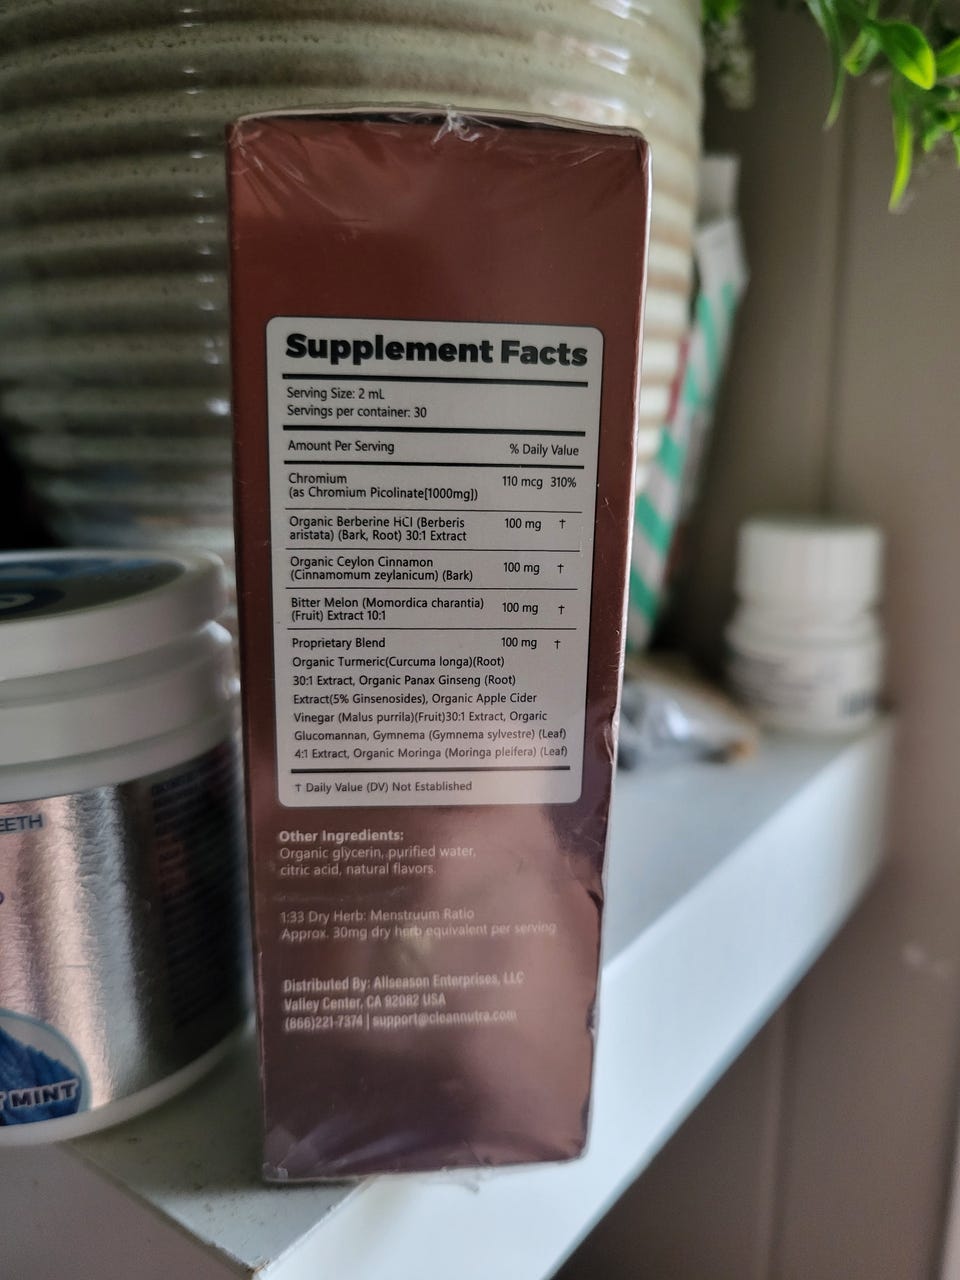 Supplement Facts
Serving Size: 2 mL
Servings per container: 30
Amount Per Serving % Daily Value
Chromium 110 mcg 310%
(as Chromium Picolinate[1000mg])
Organic Berberine HCl (Berberis 100 mg †
aristata) (Bark, Root) 30:1 Extract
Organic Ceylon Cinnamon 100 mg †
(Cinnamomum zeylanicum) (Bark)
Bitter Melon (Momordica charantia) 100 mg †
(Fruit) Extract 10:1
Proprietary Blend 100 mg †
Organic Turmeric(Curcuma longa)(Root)
30:1 Extract, Organic Panax Ginseng (Root)
Extract(5% Ginsenosides), Organic Apple Cider
Vinegar (Malus purrila)(Fruit)30:1 Extract, Organic
Glucomannan, Gymnema (Gymnema sylvestre) (Leaf)
4:1 Extract, Organic Moringa (Moringa pleifera) (Leaf)
† Daily Value (DV) Not Established
Other Ingredients:
Organic glycerin, purified water,
citric acid, natural flavors.
1:33 Dry Herb: Menstruum Ratio
Approx. 30mg dry herb equivalent per serving
Distributed By: Allseason Enterprises, LLC
Valley Center, CA 92082 USA
(866)221-7374 | support@cleannutra.com
EETH
MINT